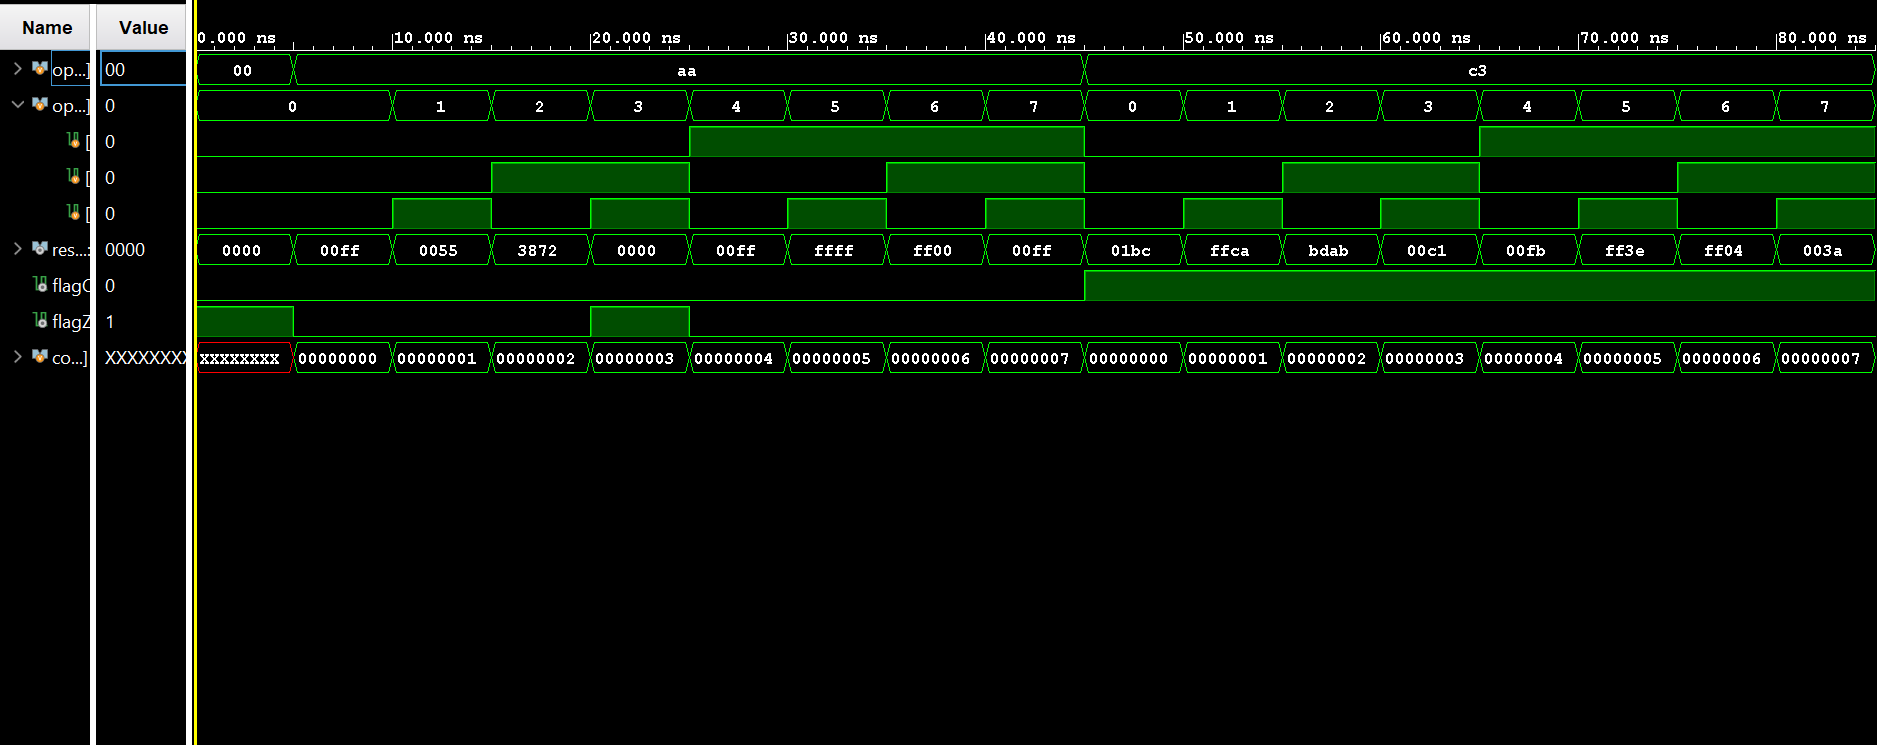 Name Value
0.000 ns 10.000 ns 20.000 ns 30.000 ns 40.000 ns 50.000 ns 60.000 ns 70.000 ns 80.000 ns
op...] 00 00 aa c3
op...] 0 0 1 2 3 4 5 6 7 0 1 2 3 4 5 6 7
[ 0
[ 0
[ 0
res...: 0000 0000 00ff 0055 3872 0000 00ff ffff ff00 00ff 01bc ffca bdab 00c1 00fb ff3e ff04 003a
flagC 0
flagZ 1
co...] XXXXXXXX XXXXXXXX 00000000 00000001 00000002 00000003 00000004 00000005 00000006 00000007 00000000 00000001 00000002 00000003 00000004 00000005 00000006 00000007